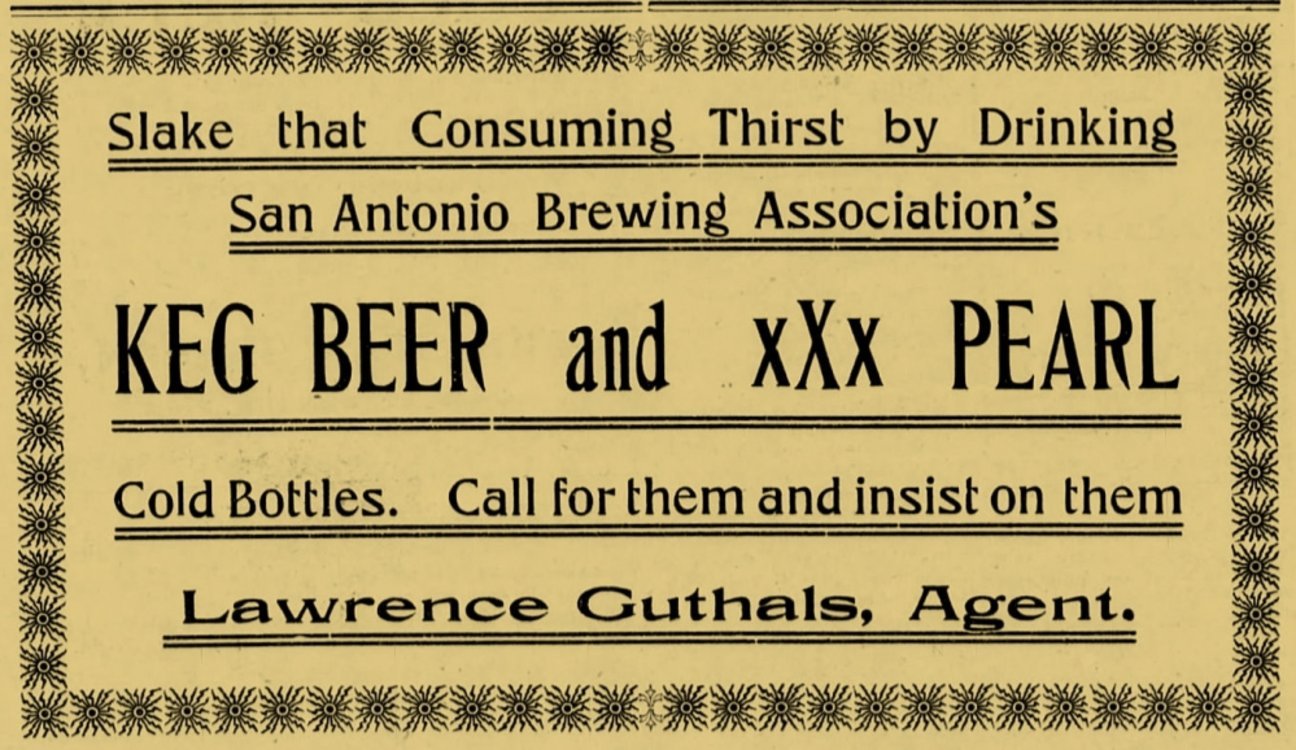 Slake that Consuming Thirst by Drinking
San Antonio Brewing Association's
KEG BEER and xXx PEARL
Cold Bottles. Call for them and insist on them
Lawrence Guthals, Agent.